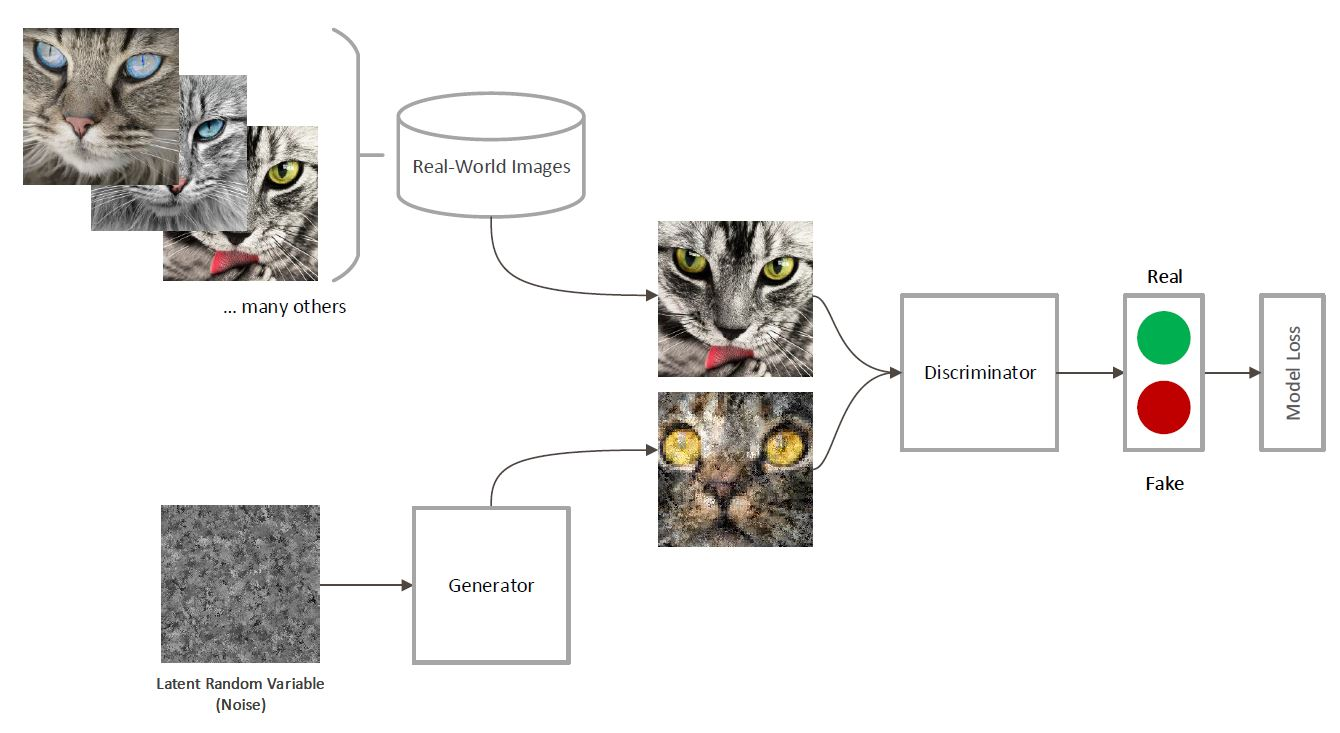 Real-World Images
... many others
Real
Discriminator
Model Loss
Fake
Generator
Latent Random Variable
(Noise)